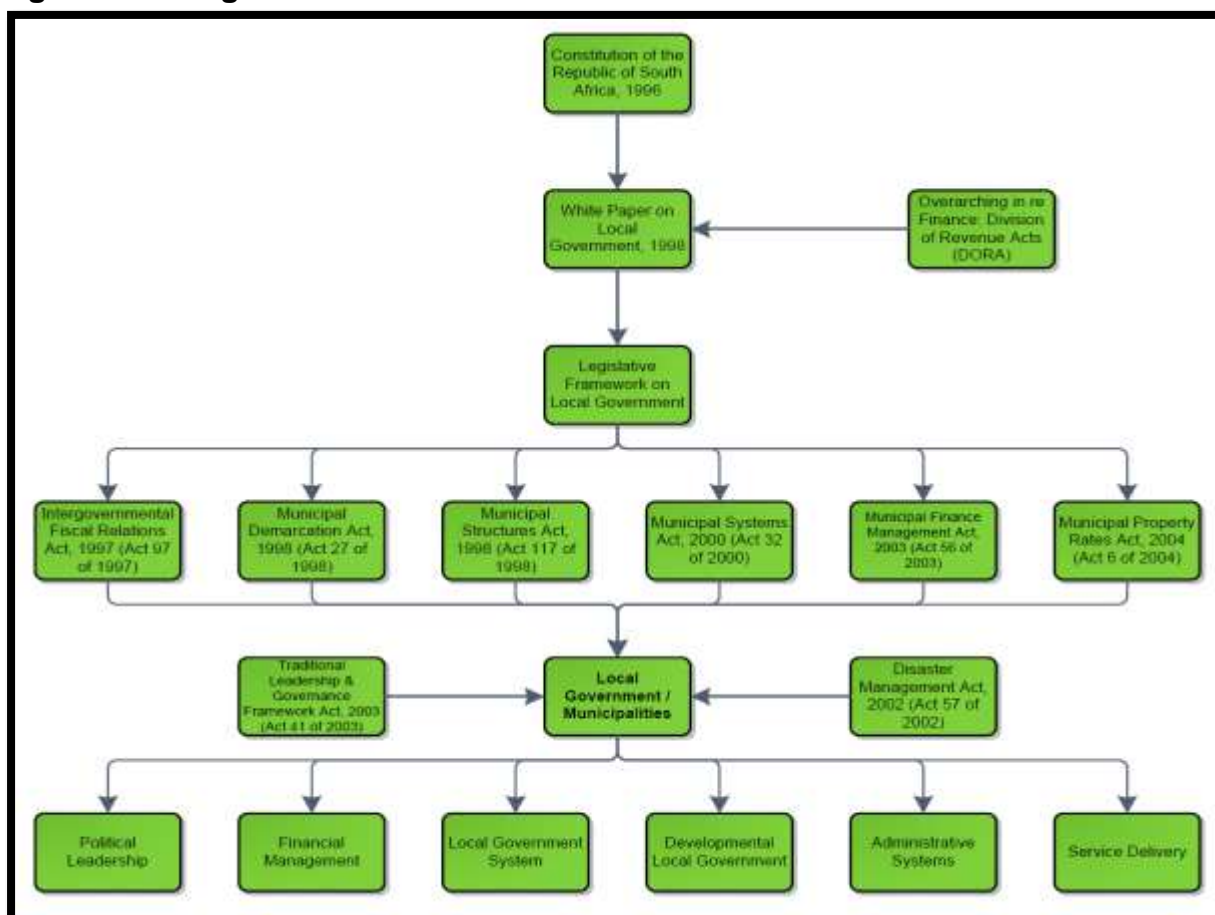 Constitution of the
Republic of South
Africa, 1996
White Paper on
Local
Government, 1998
Overarching in re
Finance: Division
of Revenue Acts
(DORA)
Legislative
Framework on
Local Government
Intergovernmental
Fiscal Relations
Act, 1997 (Act 97
of 1997)
Municipal
Demarcation Act,
1998 (Act 27 of
1998)
Municipal
Structures Act,
1998 (Act 117 of
1998)
Municipal Systems
Act, 2000 (Act 32
of 2000)
Municipal Finance
Management Act,
2003 (Act 56 of
2003)
Municipal Property
Rates Act, 2004
(Act 6 of 2004)
Traditional
Leadership &
Governance
Framework Act, 2003
(Act 41 of 2003)
Local
Government /
Municipalities
Disaster
Management Act,
2002 (Act 57 of
2002)
Political
Leadership
Financial
Management
Local Government
System
Developmental
Local Government
Administrative
Systems
Service Delivery